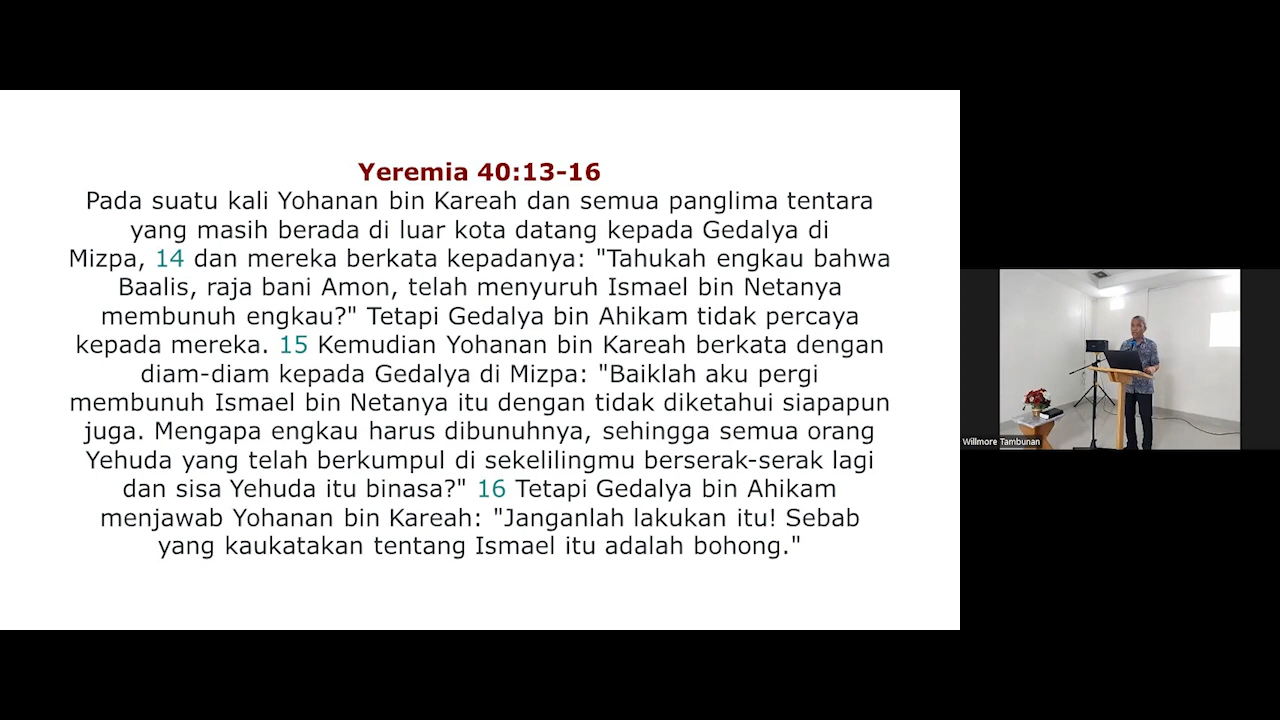 Yeremia 40:13-16
Pada suatu kali Yohanan bin Kareah dan semua panglima tentara
yang masih berada di luar kota datang kepada Gedalya di
Mizpa, 14 dan mereka berkata kepadanya: "Tahukah engkau bahwa
Baalis, raja bani Amon, telah menyuruh Ismael bin Netanya
membunuh engkau?" Tetapi Gedalya bin Ahikam tidak percaya
kepada mereka. 15 Kemudian Yohanan bin Kareah berkata dengan
diam-diam kepada Gedalya di Mizpa: "Baiklah aku pergi
membunuh Ismael bin Netanya itu dengan tidak diketahui siapapun
juga. Mengapa engkau harus dibunuhnya, sehingga semua orang
Yehuda yang telah berkumpul di sekelilingmu berserak-serak lagi
dan sisa Yehuda itu binasa?" 16 Tetapi Gedalya bin Ahikam
menjawab Yohanan bin Kareah: "Janganlah lakukan itu! Sebab
yang kaukatakan tentang Ismael itu adalah bohong."
Willmore Tambunan